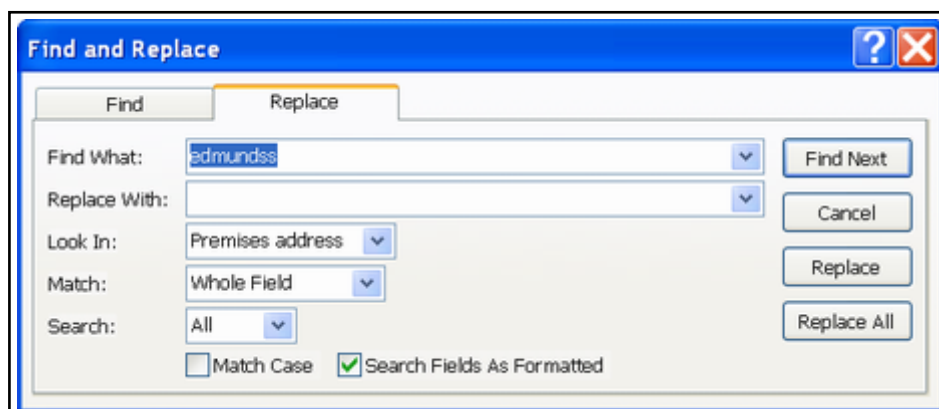 Find and Replace
Find Replace
Find What: edmundss Find Next
Replace With: Cancel
Look In: Premises address
Match: Whole Field Replace
Search: All Replace All
Match Case Search Fields As Formatted